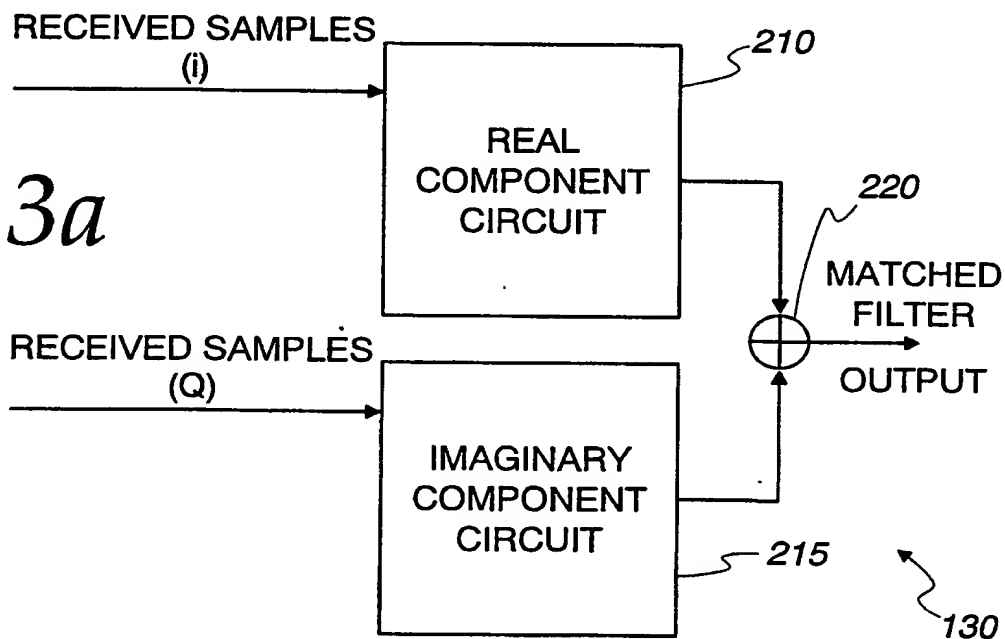 RECEIVED SAMPLES
(i)
210
REAL
COMPONENT
CIRCUIT
3a
220
MATCHED
FILTER
OUTPUT
RECEIVED SAMPLES
(Q)
IMAGINARY
COMPONENT
CIRCUIT
215
130